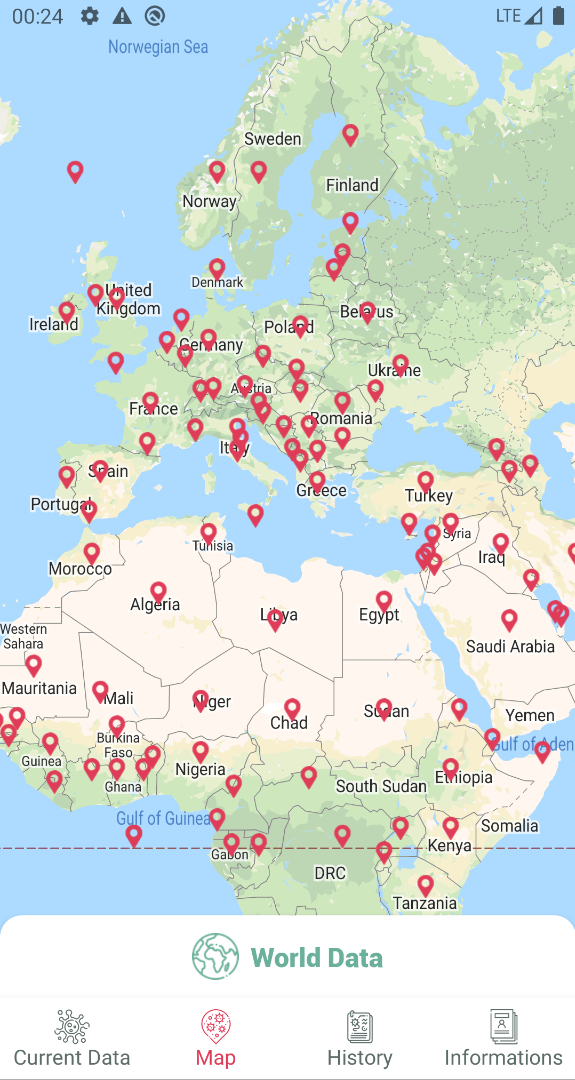 00:24
LTE
Norwegian Sea
Sweden
Finland
Norway
Denmark
United
Kingdom
Ireland
Belarus
Poland
Germany
Ukraine
Austria
France
Romania
Italy
Spain
Greece
Portugal
Turkey
Tunisia
Syria
Iraq
Morocco
Algeria
Libya
Egypt
Western
Sahara
Saudi Arabia
Mauritania
Mali
Niger
Chad
Sudan
Yemen
Burkina
Faso
Gulf of Aden
Guinea
Nigeria
Ethiopia
Ghana
South Sudan
Gulf of Guinea
Somalia
Kenya
Gabon
DRC
Tanzania
World Data
Current Data
Map
History
Informations